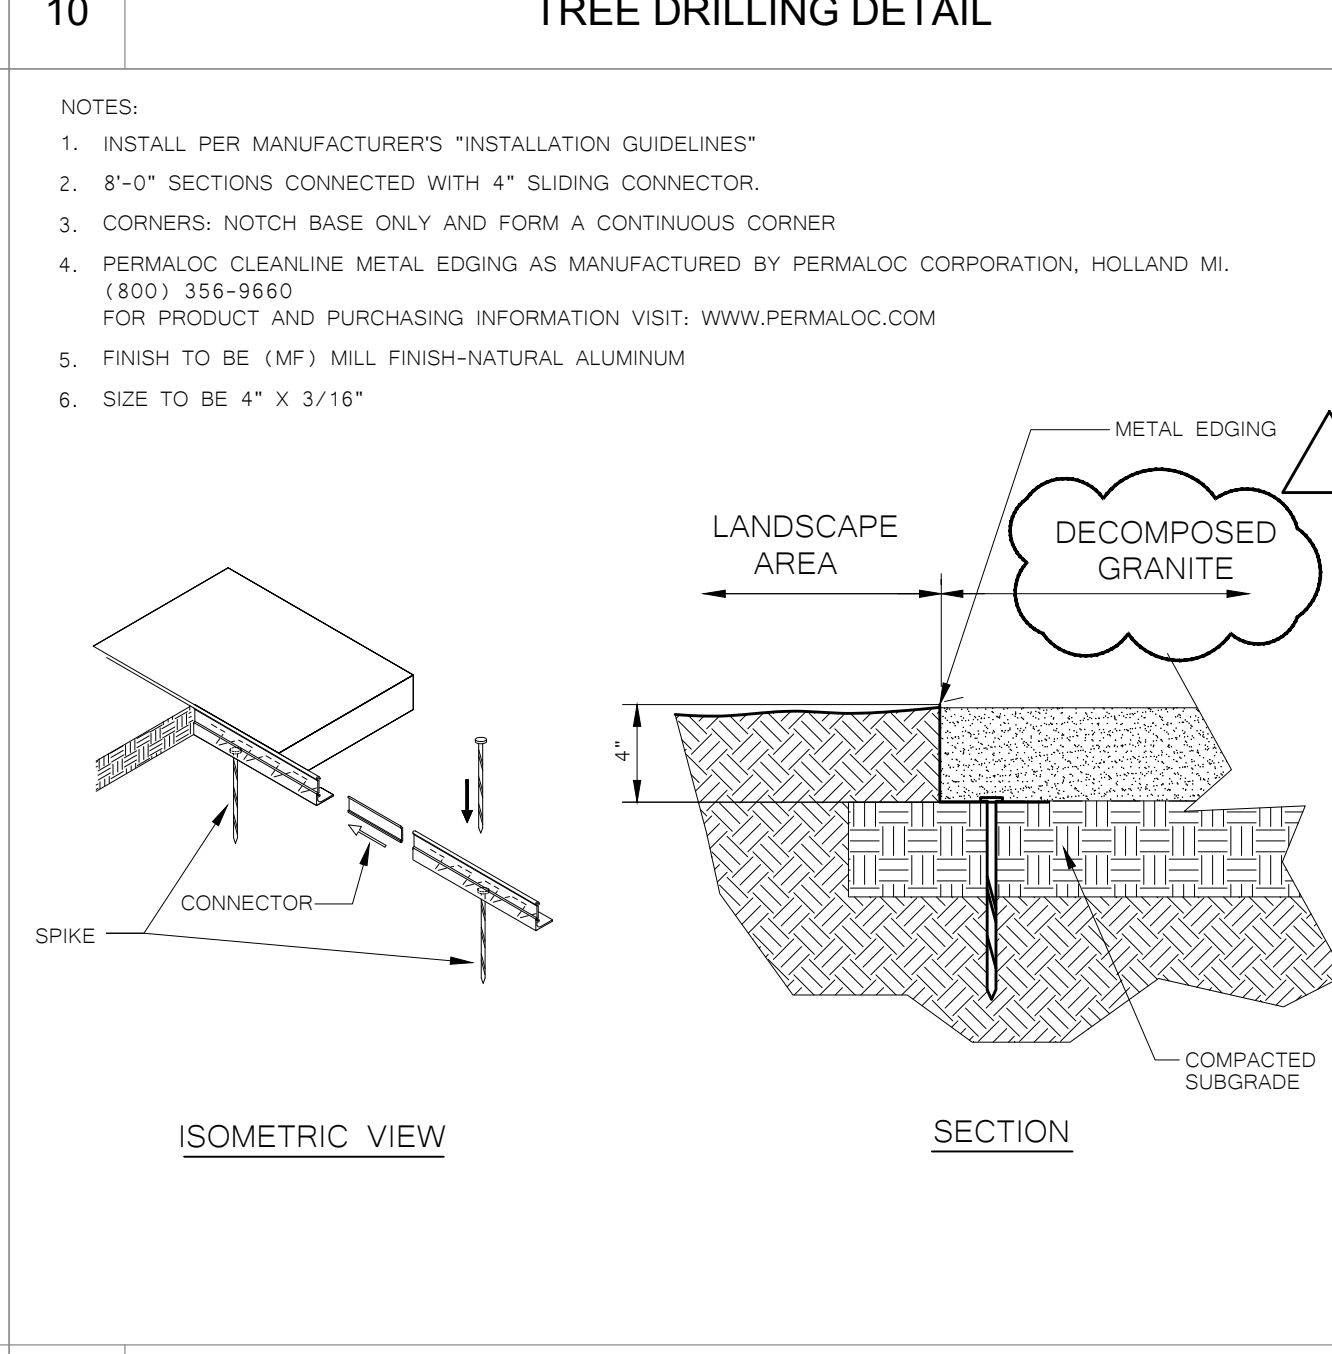 10
TREE DRILLING DETAIL
NOTES:
1. INSTALL PER MANUFACTURER'S "INSTALLATION GUIDELINES"
2. 8'-0" SECTIONS CONNECTED WITH 4" SLIDING CONNECTOR.
3. CORNERS: NOTCH BASE ONLY AND FORM A CONTINUOUS CORNER
4. PERMALOC CLEANLINE METAL EDGING AS MANUFACTURED BY PERMALOC CORPORATION, HOLLAND MI.
(800) 356-9660
FOR PRODUCT AND PURCHASING INFORMATION VISIT: WWW.PERMALOC.COM
5. FINISH TO BE (MF) MILL FINISH-NATURAL ALUMINUM
6. SIZE TO BE 4" X 3/16"
METAL EDGING
LANDSCAPE
AREA
DECOMPOSED
GRANITE
4"
CONNECTOR
SPIKE
COMPACTED
SUBGRADE
ISOMETRIC VIEW
SECTION